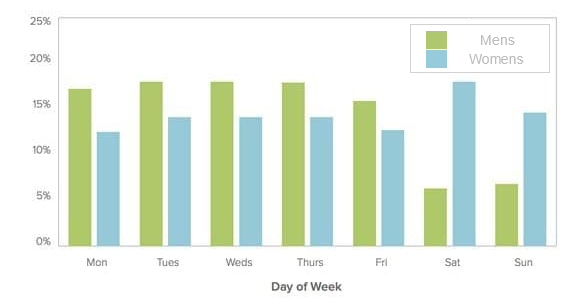 25%
20%
15%
10%
5%
0%
Mens
Womens
Mon Tues Weds Thurs Fri Sat Sun
Day of Week